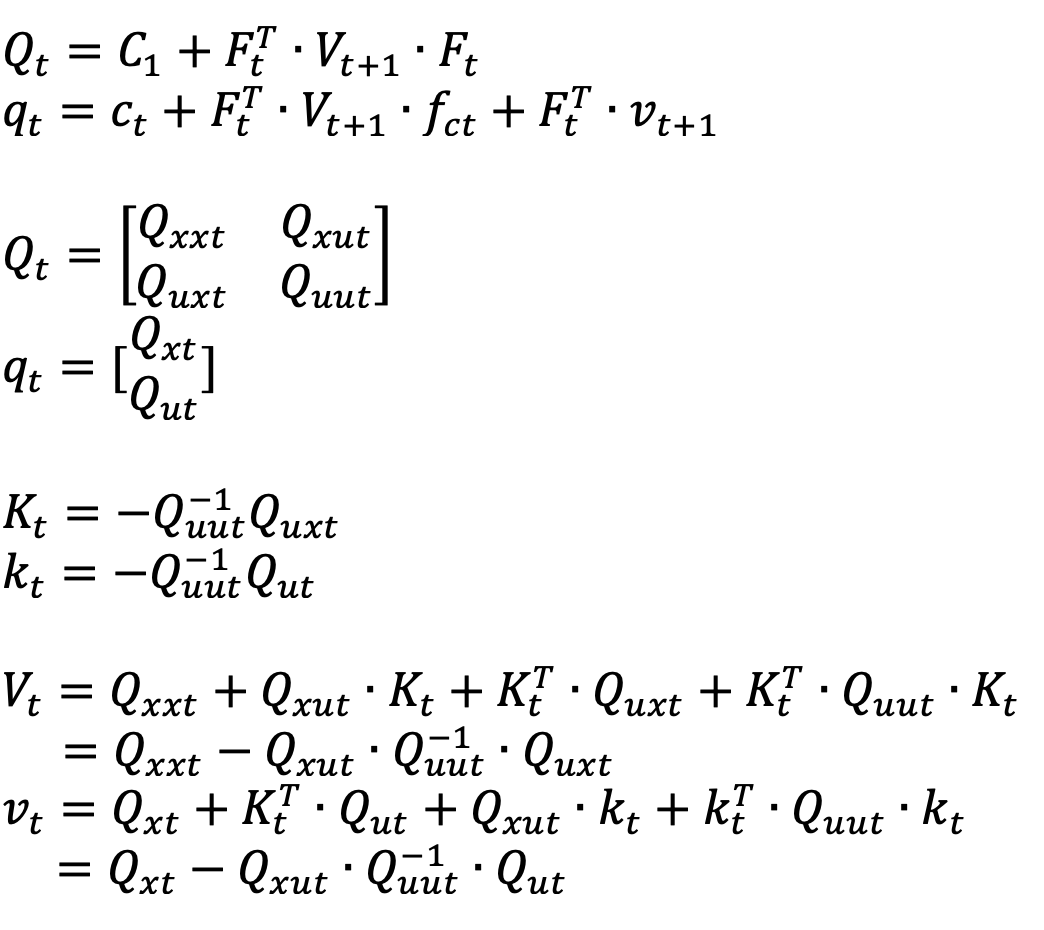 Q_t = C_1 + F_t^T · V_{t+1} · F_t
q_t = c_t + F_t^T · V_{t+1} · f_{ct} + F_t^T · v_{t+1}
Q_t = [Q_{xxt} Q_{xut}
Q_{uxt} Q_{uut}]
q_t = [Q_{xt}
Q_{ut}]
K_t = −Q_{uut}^{−1} Q_{uxt}
k_t = −Q_{uut}^{−1} Q_{ut}
V_t = Q_{xxt} + Q_{xut} · K_t + K_t^T · Q_{uxt} + K_t^T · Q_{uut} · K_t
= Q_{xxt} − Q_{xut} · Q_{uut}^{−1} · Q_{uxt}
v_t = Q_{xt} + K_t^T · Q_{ut} + Q_{xut} · k_t + k_t^T · Q_{uut} · k_t
= Q_{xt} − Q_{xut} · Q_{uut}^{−1} · Q_{ut}